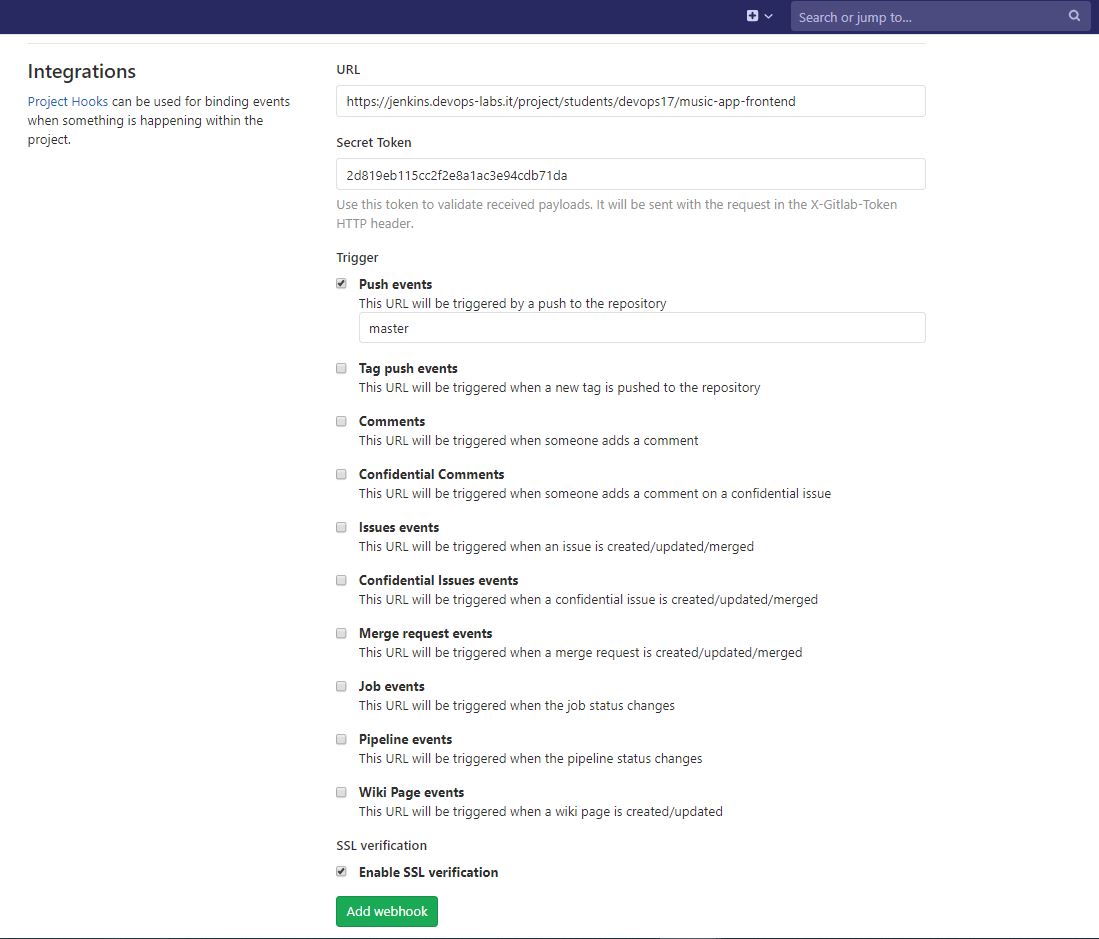 Search or jump to...
Integrations
Project Hooks can be used for binding events
when something is happening within the
project.
URL
https://jenkins.devops-labs.it/project/students/devops17/music-app-frontend
Secret Token
2d819eb115cc2f2e8a1ac3e94cdb71da
Use this token to validate received payloads. It will be sent with the request in the X-Gitlab-Token
HTTP header.
Trigger
Push events
This URL will be triggered by a push to the repository
master
Tag push events
This URL will be triggered when a new tag is pushed to the repository
Comments
This URL will be triggered when someone adds a comment
Confidential Comments
This URL will be triggered when someone adds a comment on a confidential issue
Issues events
This URL will be triggered when an issue is created/updated/merged
Confidential Issues events
This URL will be triggered when a confidential issue is created/updated/merged
Merge request events
This URL will be triggered when a merge request is created/updated/merged
Job events
This URL will be triggered when the job status changes
Pipeline events
This URL will be triggered when the pipeline status changes
Wiki Page events
This URL will be triggered when a wiki page is created/updated
SSL verification
Enable SSL verification
Add webhook